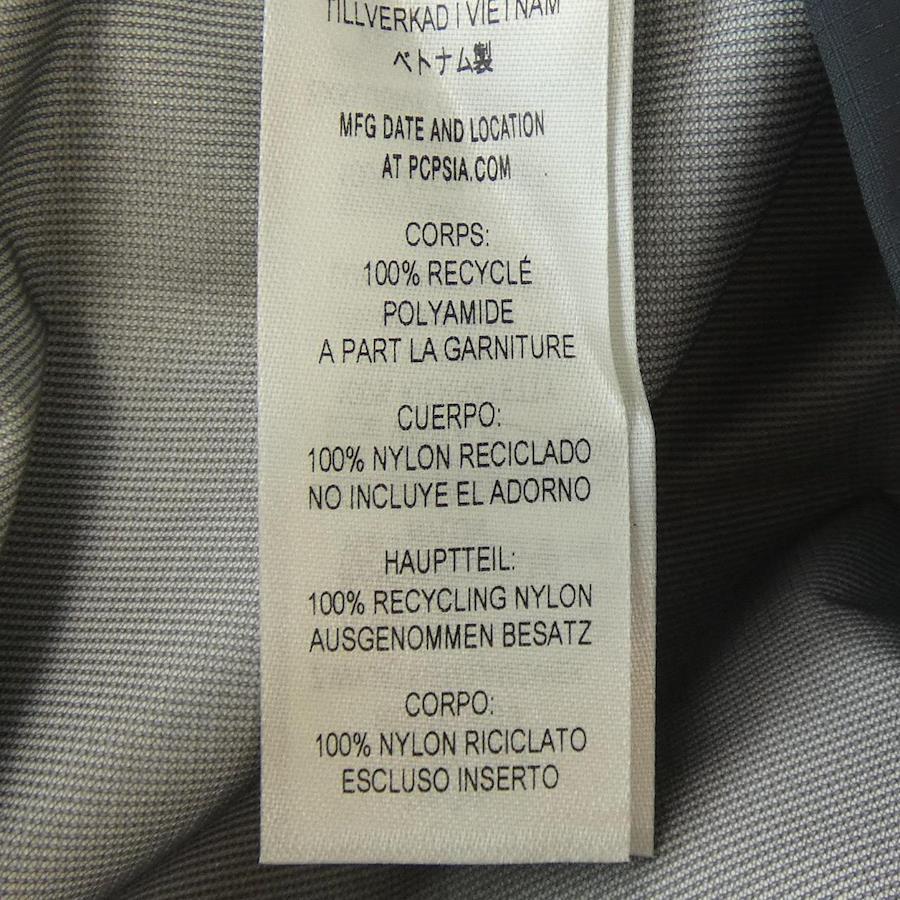 TILLVERKAD I VIETNAM
ベトナム製
MFG DATE AND LOCATION
AT PCPSIA.COM
CORPS:
100% RECYCLÉ
POLYAMIDE
A PART LA GARNITURE
CUERPO:
100% NYLON RECICLADO
NO INCLUYE EL ADORNO
HAUPTTEIL:
100% RECYCLING NYLON
AUSGENOMMEN BESATZ
CORPO:
100% NYLON RICICLATO
ESCLUSO INSERTO